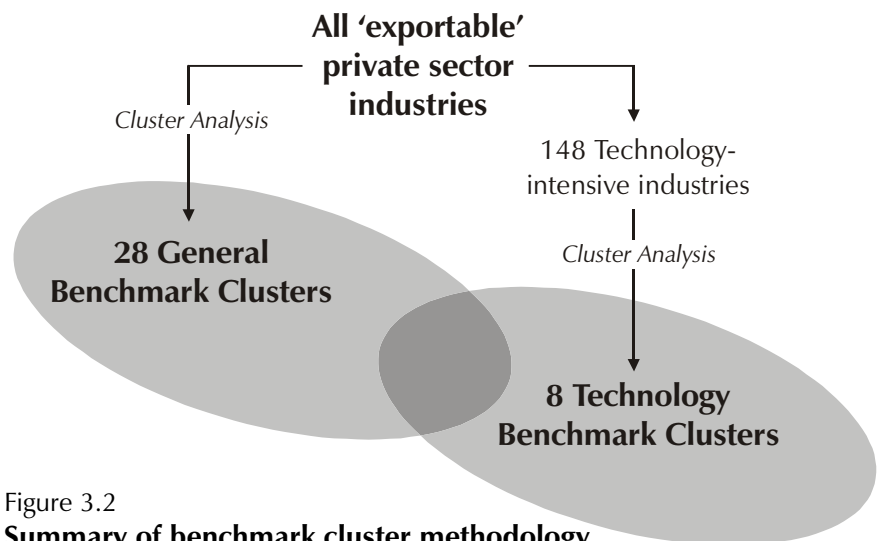 All ‘exportable’
private sector
industries
Cluster Analysis
148 Technology-
intensive industries
Cluster Analysis
28 General
Benchmark Clusters
8 Technology
Benchmark Clusters
Figure 3.2
Summary of benchmark cluster methodology